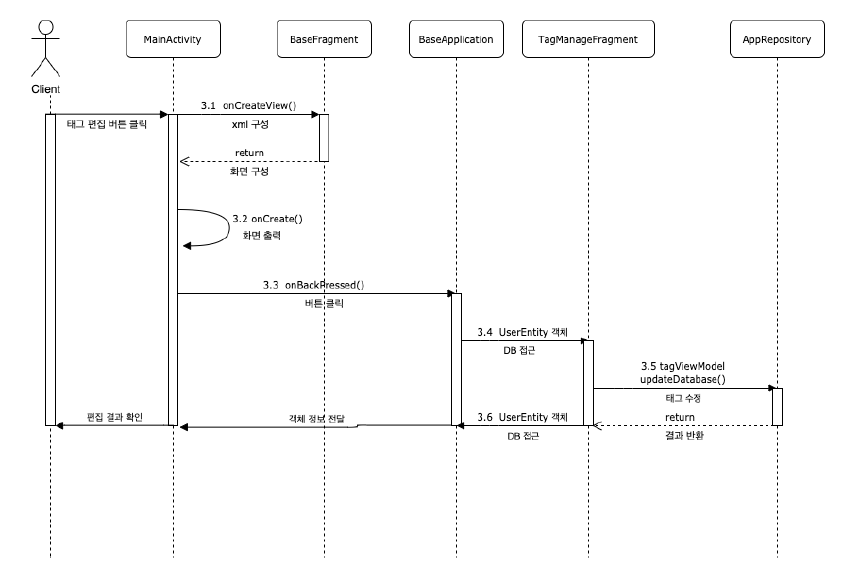 MainActivity
BaseFragment
BaseApplication
TagManageFragment
AppRepository
Client
3.1 onCreateView()
태그 편집 버튼 클릭
xml 구성
return
화면 구성
3.2 onCreate()
화면 출력
3.3 onBackPressed()
버튼 클릭
3.4 UserEntity 객체
DB 접근
3.5 tagViewModel
updateDatabase()
태그 수정
편집 결과 확인
객체 정보 전달
3.6 UserEntity 객체
return
DB 접근
결과 반환